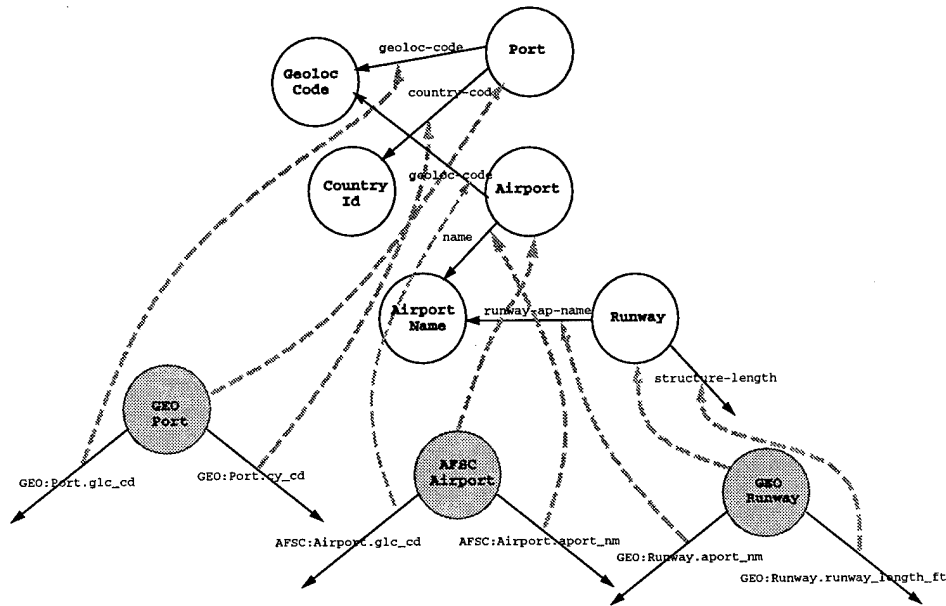 geoloc-code
Port
Geoloc
Code
country-cod
Country
Id
geoloc-code
Airport
name
Airport
Name
runway-ap-name
Runway
structure-length
GEO
Port
GEO:Port.glc_cd
GEO:Port.cy_cd
AFSC
Airport
AFSC:Airport.glc_cd
AFSC:Airport.aport_nm
GEO
Runway
GEO:Runway.aport_nm
GEO:Runway.runway_length_ft